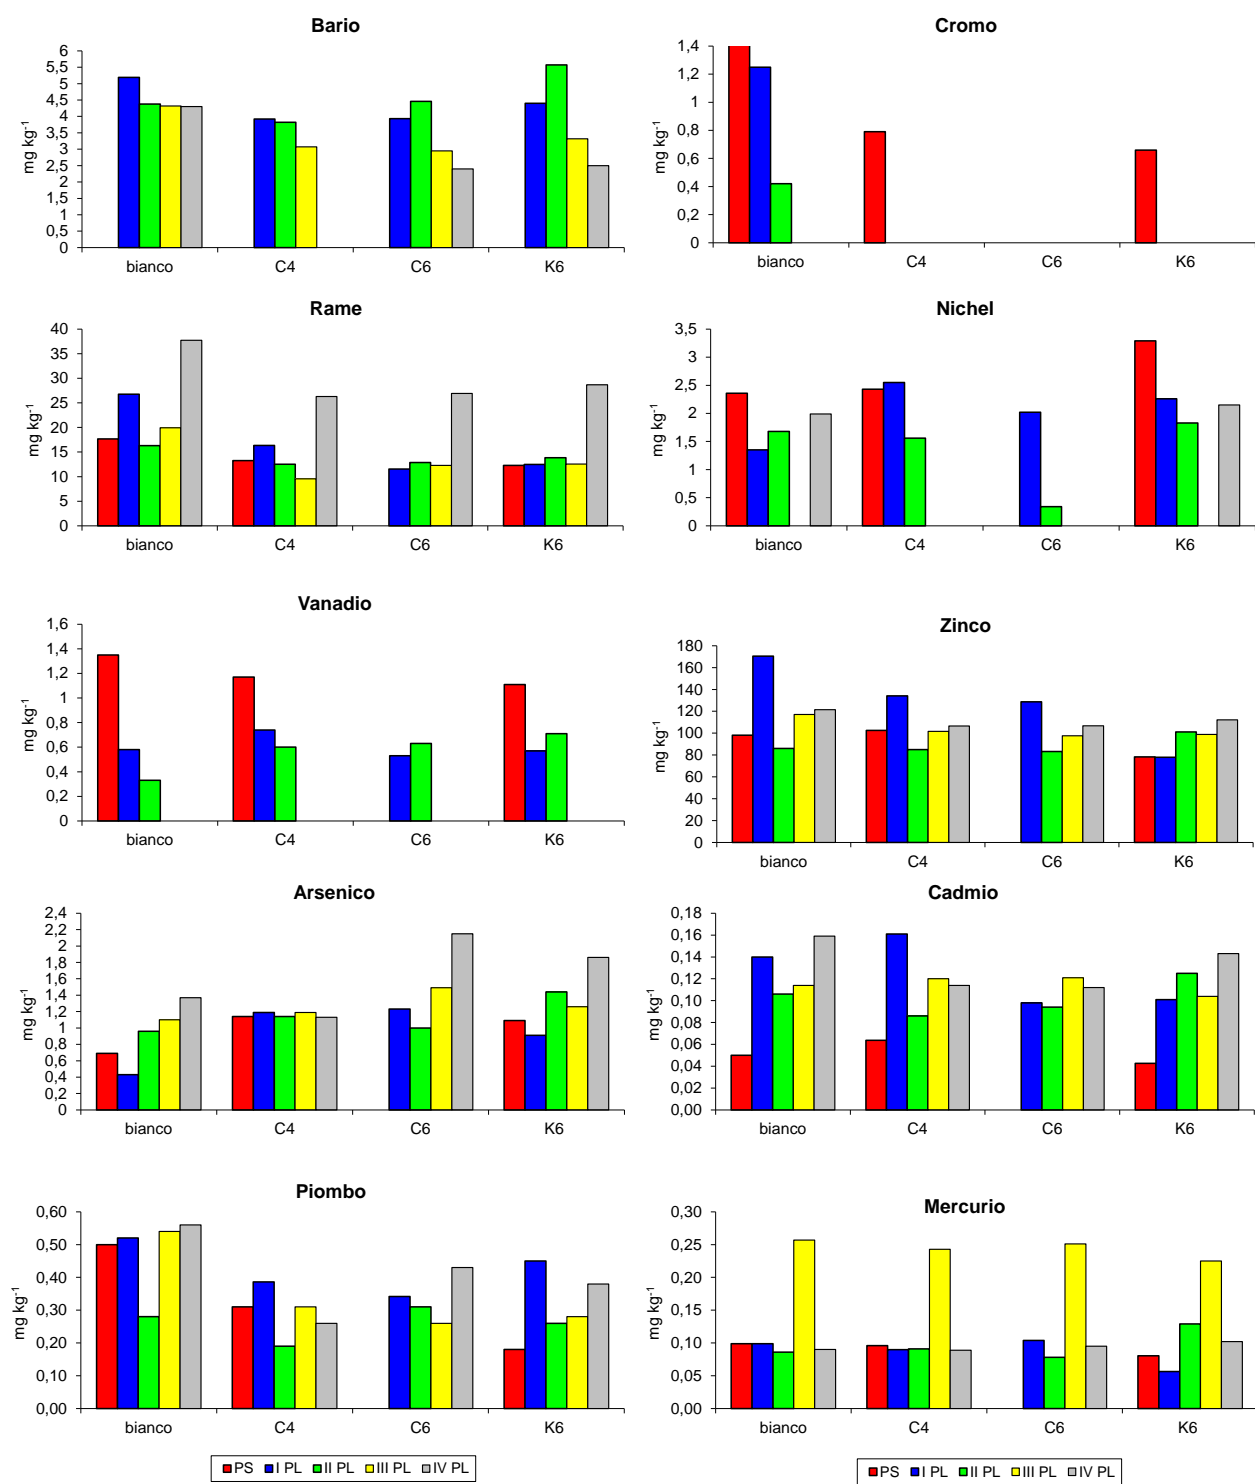 Bario
6
5,5
5
4,5
4
3,5
3
2,5
2
1,5
1
0,5
0
mg kg-1
bianco C4 C6 K6
Cromo
1,4
1,2
1
0,8
0,6
0,4
0,2
0
mg kg-1
bianco C4 C6 K6
Rame
40
35
30
25
20
15
10
5
0
mg kg-1
bianco C4 C6 K6
Nichel
3,5
3
2,5
2
1,5
1
0,5
0
mg kg-1
bianco C4 C6 K6
Vanadio
1,6
1,4
1,2
1
0,8
0,6
0,4
0,2
0
mg kg-1
bianco C4 C6 K6
Zinco
180
160
140
120
100
80
60
40
20
0
mg kg-1
bianco C4 C6 K6
Arsenico
2,4
2,2
2
1,8
1,6
1,4
1,2
1
0,8
0,6
0,4
0,2
0
mg kg-1
bianco C4 C6 K6
Cadmio
0,18
0,16
0,14
0,12
0,10
0,08
0,06
0,04
0,02
0,00
mg kg-1
bianco C4 C6 K6
Piombo
0,60
0,50
0,40
0,30
0,20
0,10
0,00
mg kg-1
bianco C4 C6 K6
PS I PL II PL III PL IV PL
Mercurio
0,30
0,25
0,20
0,15
0,10
0,05
0,00
mg kg-1
bianco C4 C6 K6
PS I PL II PL III PL IV PL